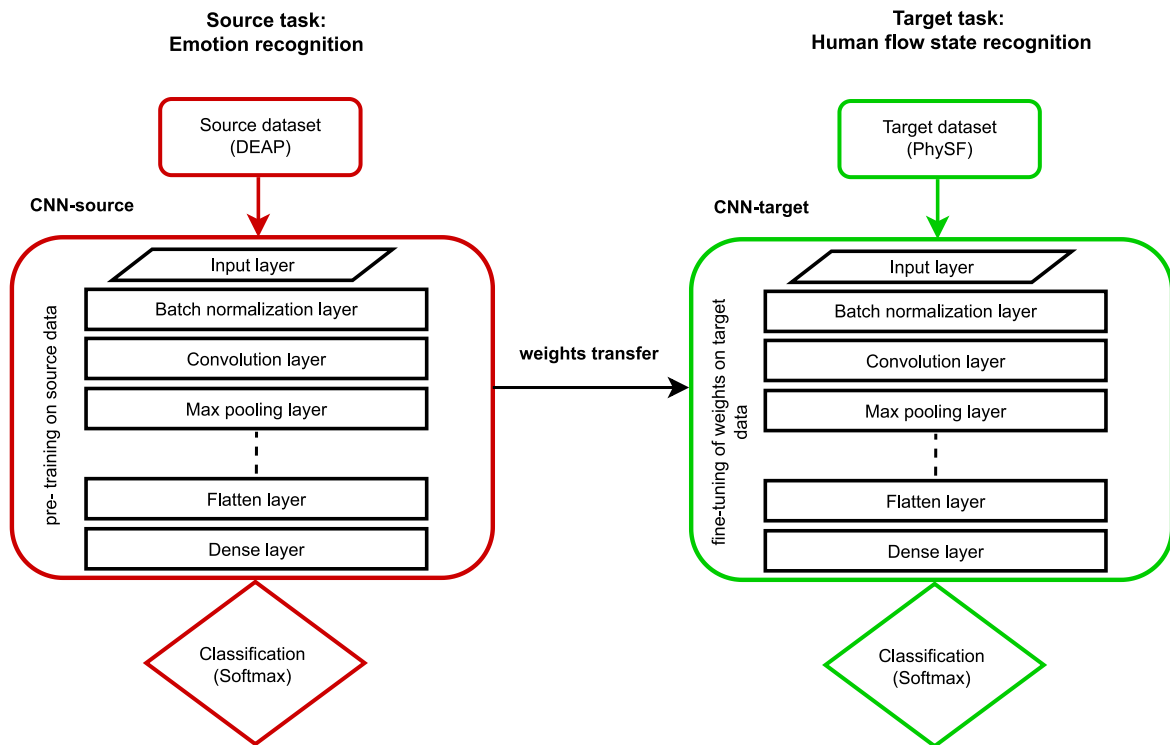 Source task:
Emotion recognition
Source dataset
(DEAP)
CNN-source
pre- training on source data
Input layer
Batch normalization layer
Convolution layer
Max pooling layer
Flatten layer
Dense layer
Classification
(Softmax)
weights transfer
Target task:
Human flow state recognition
Target dataset
(PhySF)
CNN-target
fine-tuning of weights on target
data
Input layer
Batch normalization layer
Convolution layer
Max pooling layer
Flatten layer
Dense layer
Classification
(Softmax)